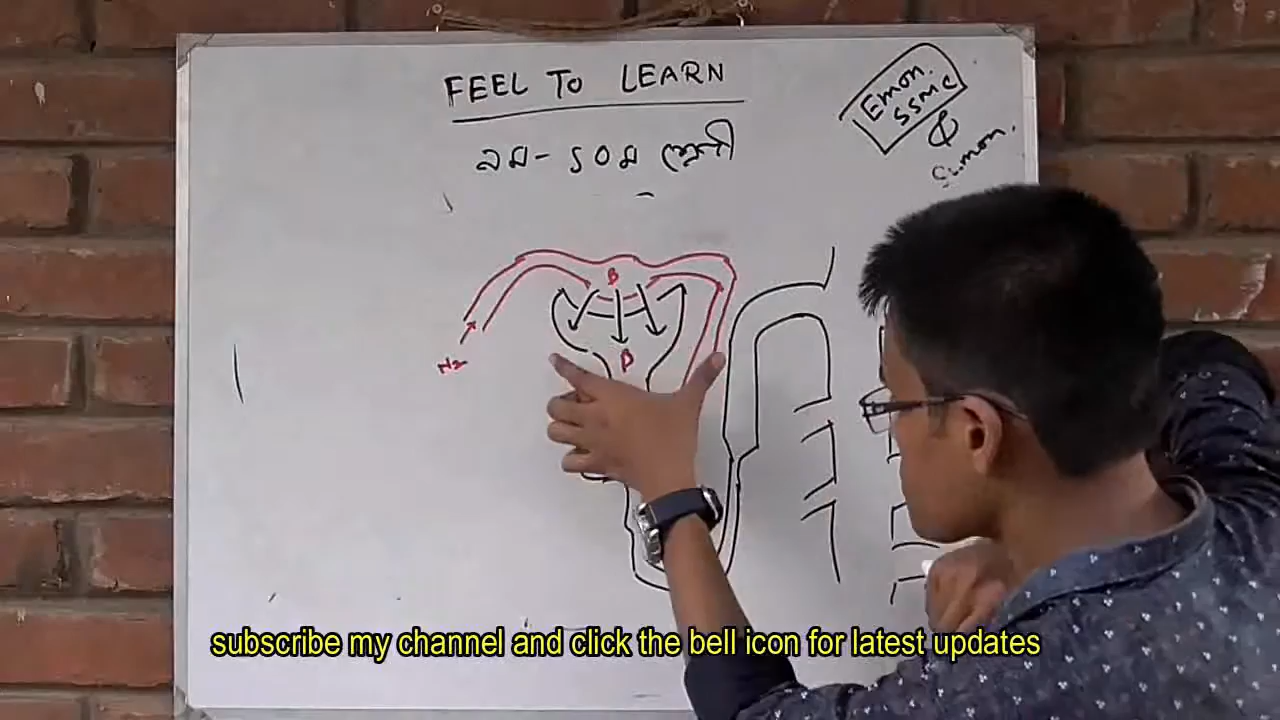 FEEL TO LEARN
৯ম-১০ম শ্রেণী
Emon.
SSMC
&
Sumon.
B
P
subscribe my channel and click the bell icon for latest updates